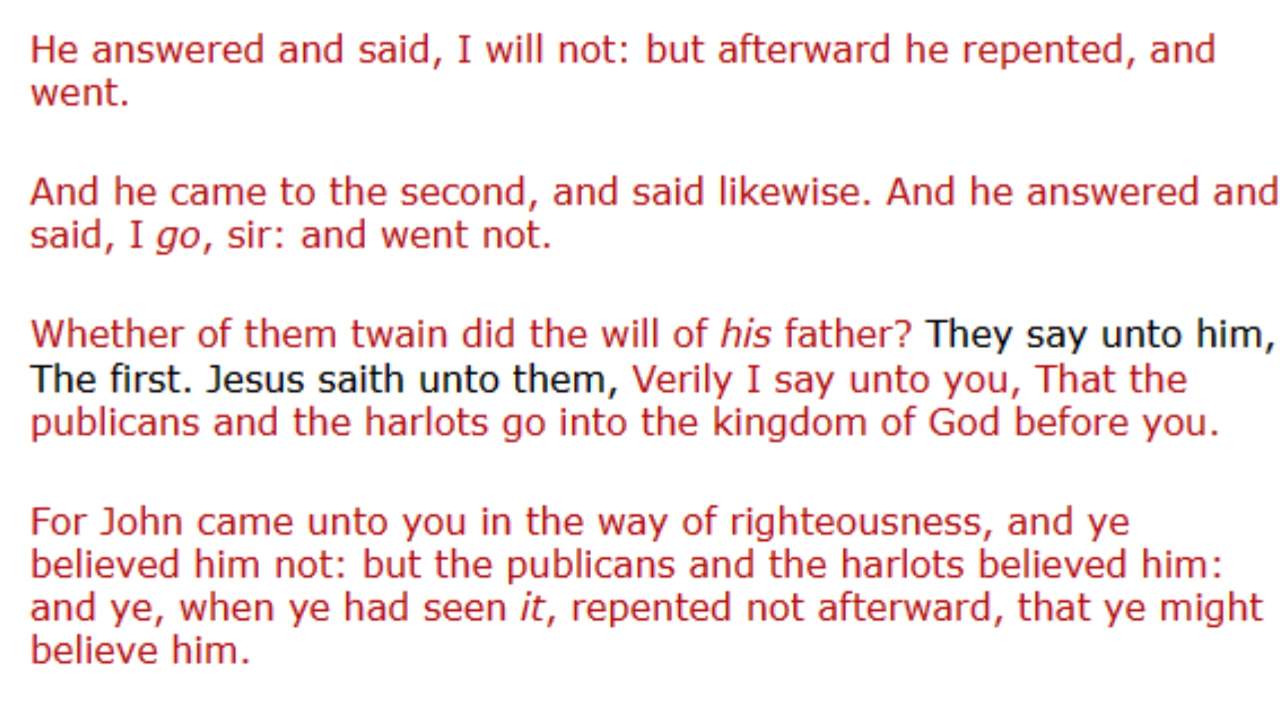 He answered and said, I will not: but afterward he repented, and
went.
And he came to the second, and said likewise. And he answered and
said, I go, sir: and went not.
Whether of them twain did the will of his father? They say unto him,
The first. Jesus saith unto them, Verily I say unto you, That the
publicans and the harlots go into the kingdom of God before you.
For John came unto you in the way of righteousness, and ye
believed him not: but the publicans and the harlots believed him:
and ye, when ye had seen it, repented not afterward, that ye might
believe him.